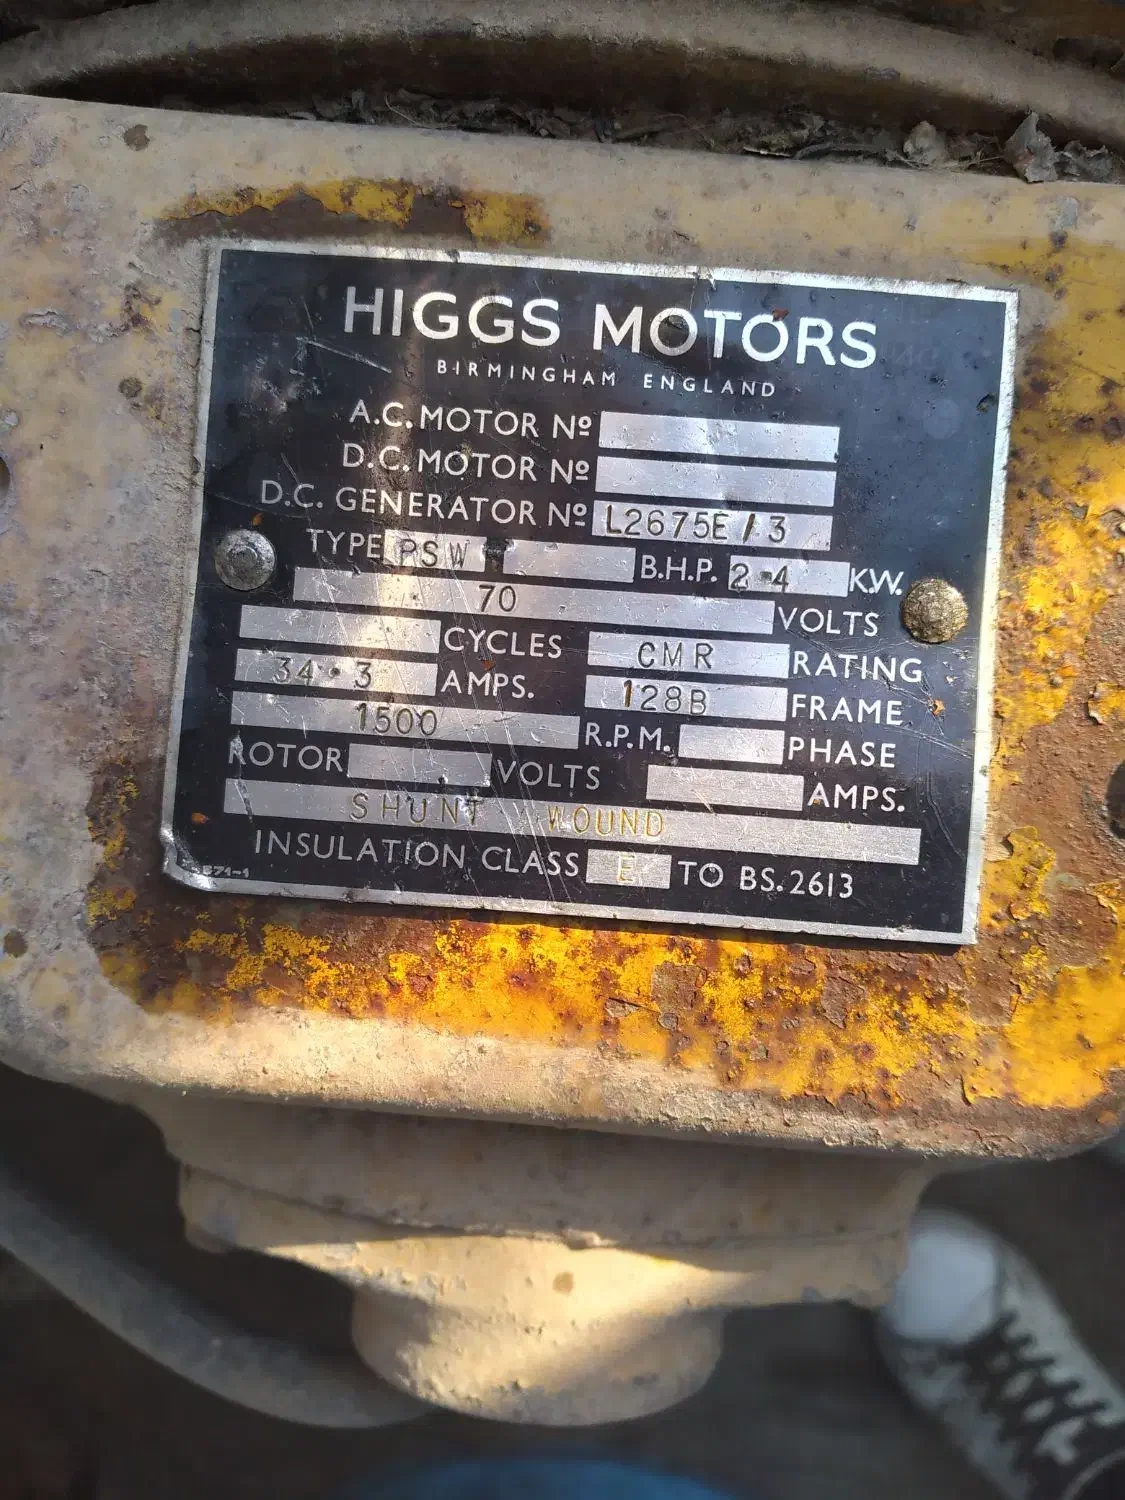 HIGGS MOTORS
BIRMINGHAM ENGLAND
A.C. MOTOR Nº
D.C. MOTOR Nº
D.C. GENERATOR Nº L2675E/3
TYPE PSW B.H.P. 2.4 K.W.
70 VOLTS
CYCLES CMR RATING
34.3 AMPS. 128B FRAME
1500 R.P.M. PHASE
ROTOR VOLTS AMPS.
SHUNT WOUND
INSULATION CLASS E TO BS.2613